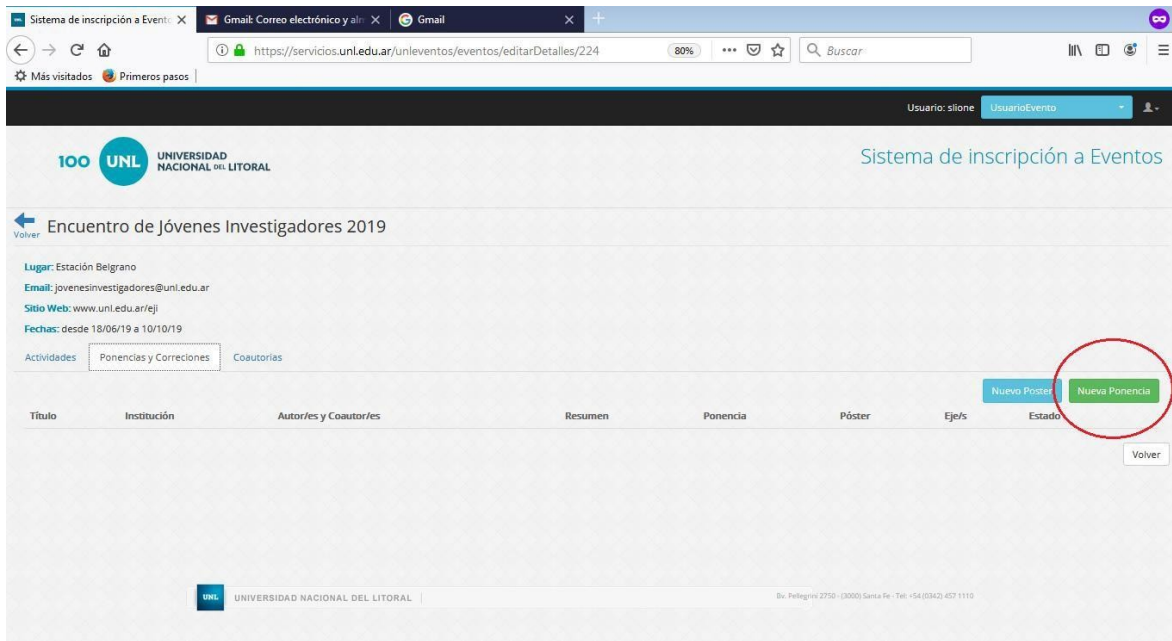 Sistema de inscripción a Evento
Gmail: Correo electrónico y alm
Gmail
https://servicios.unl.edu.ar/unleventos/eventos/editarDetalles/224
80%
Buscar
Más visitados Primeros pasos
Usuario: slione UsuarioEvento
100 UNL UNIVERSIDAD
NACIONAL DEL LITORAL
Sistema de inscripción a Eventos
Volver Encuentro de Jóvenes Investigadores 2019
Lugar: Estación Belgrano
Email: jovenesinvestigadores@unl.edu.ar
Sitio Web: www.unl.edu.ar/eji
Fechas: desde 18/06/19 a 10/10/19
Actividades Ponencias y Correciones Coautorias
Nuevo Poster Nueva Ponencia
Título Institución Autor/es y Coautor/es Resumen Ponencia Póster Eje/s Estado
Volver
UNL UNIVERSIDAD NACIONAL DEL LITORAL
Bv. Pellegrini 2750 - (3000) Santa Fe - Tel: +54 (0342) 457 1110